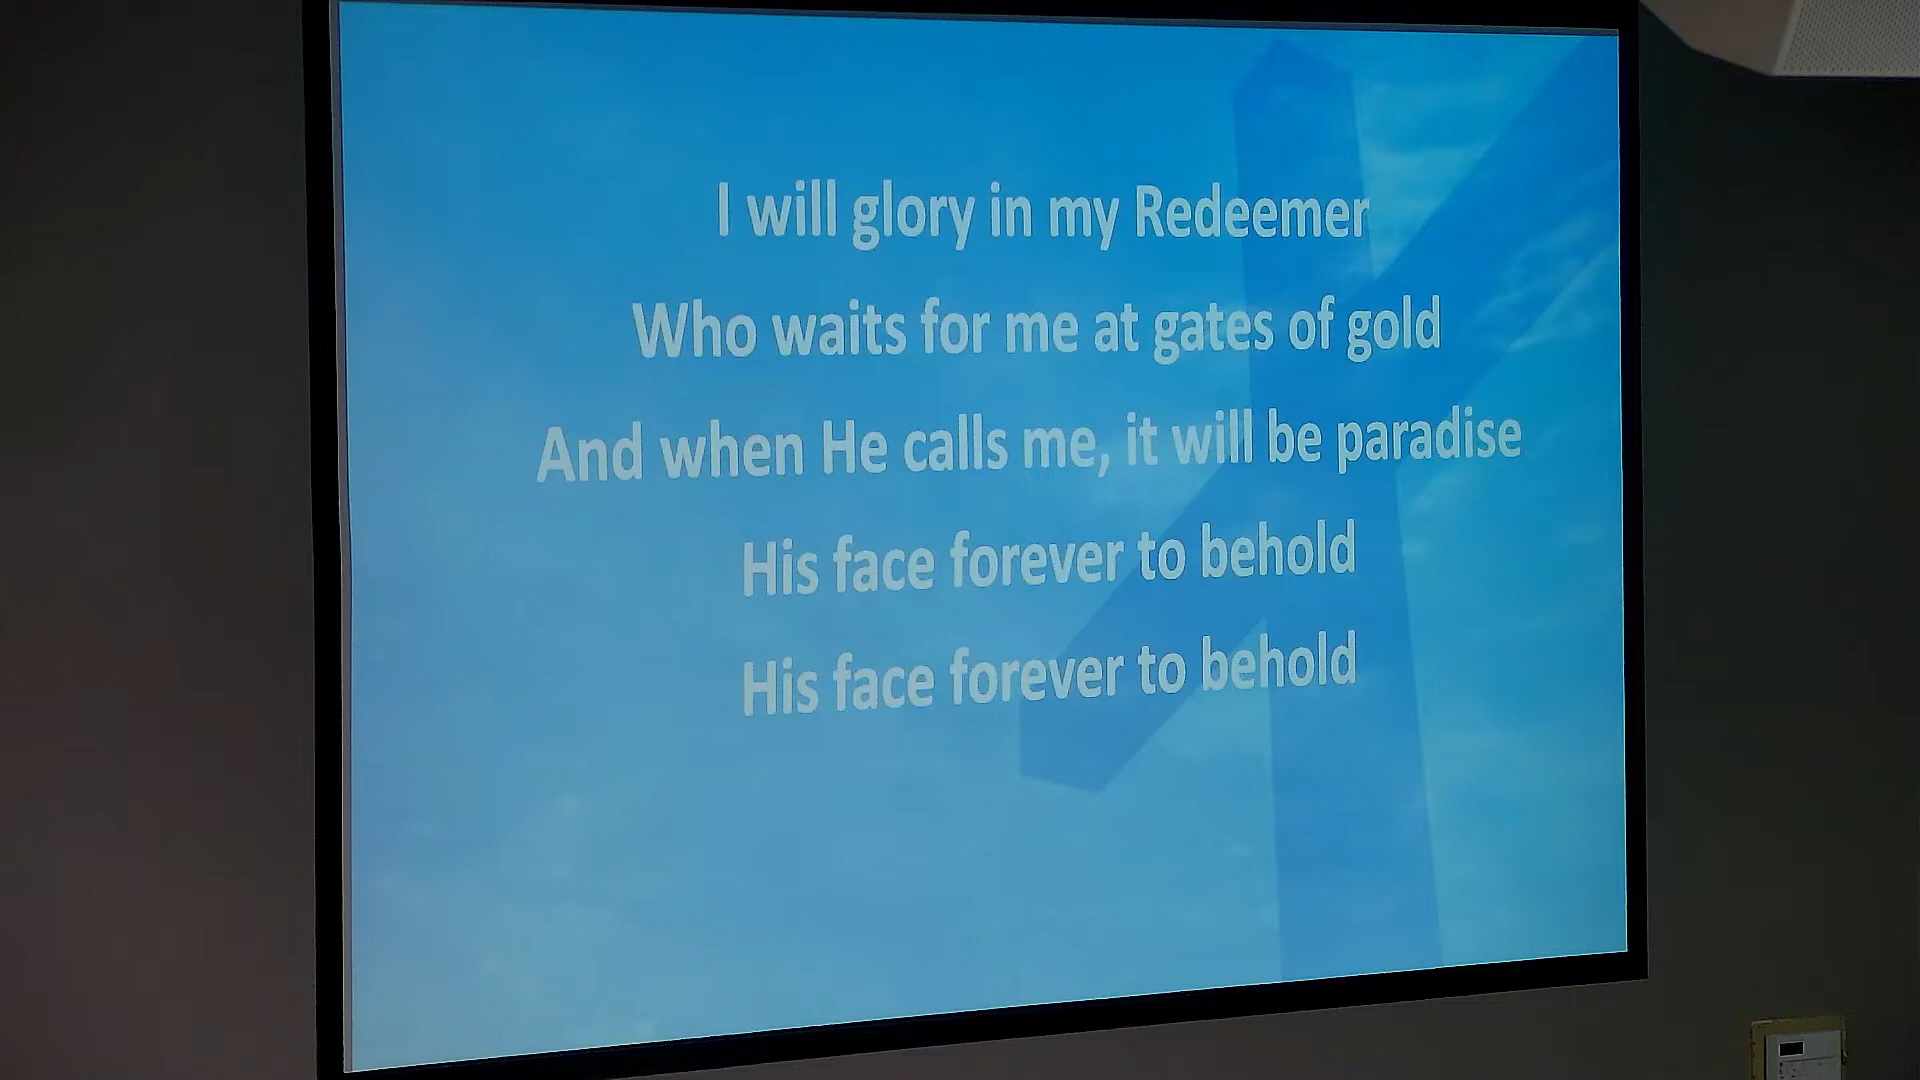 I will glory in my Redeemer
Who waits for me at gates of gold
And when He calls me, it will be paradise
His face forever to behold
His face forever to behold